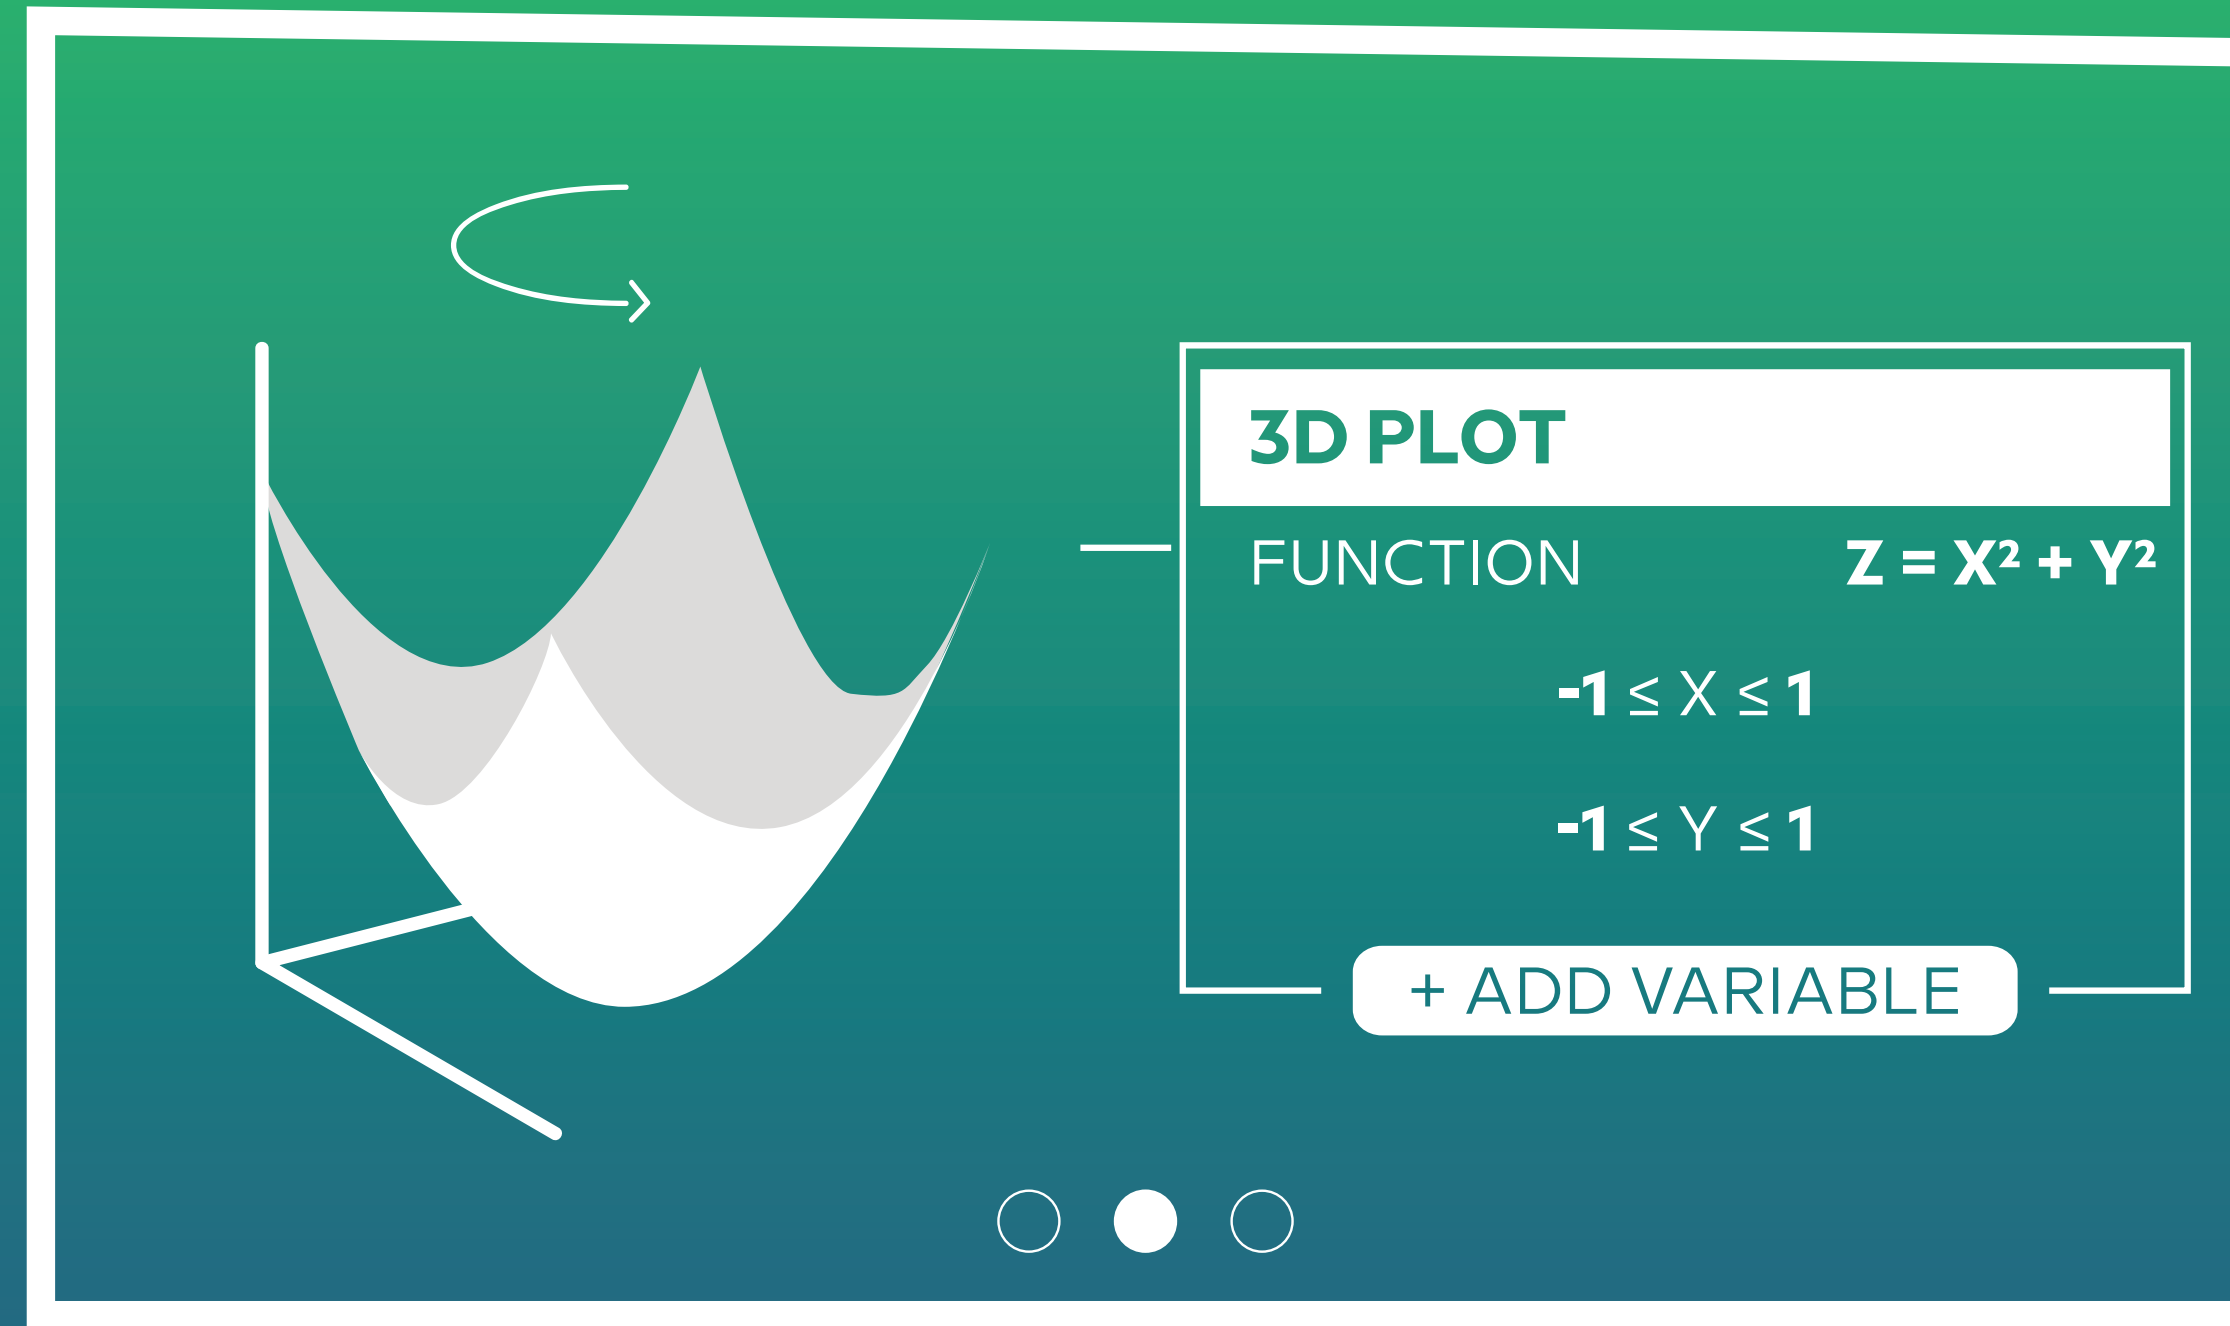 3D PLOT
FUNCTION Z = X² + Y²
-1 ≤ X ≤ 1
-1 ≤ Y ≤ 1
+ ADD VARIABLE